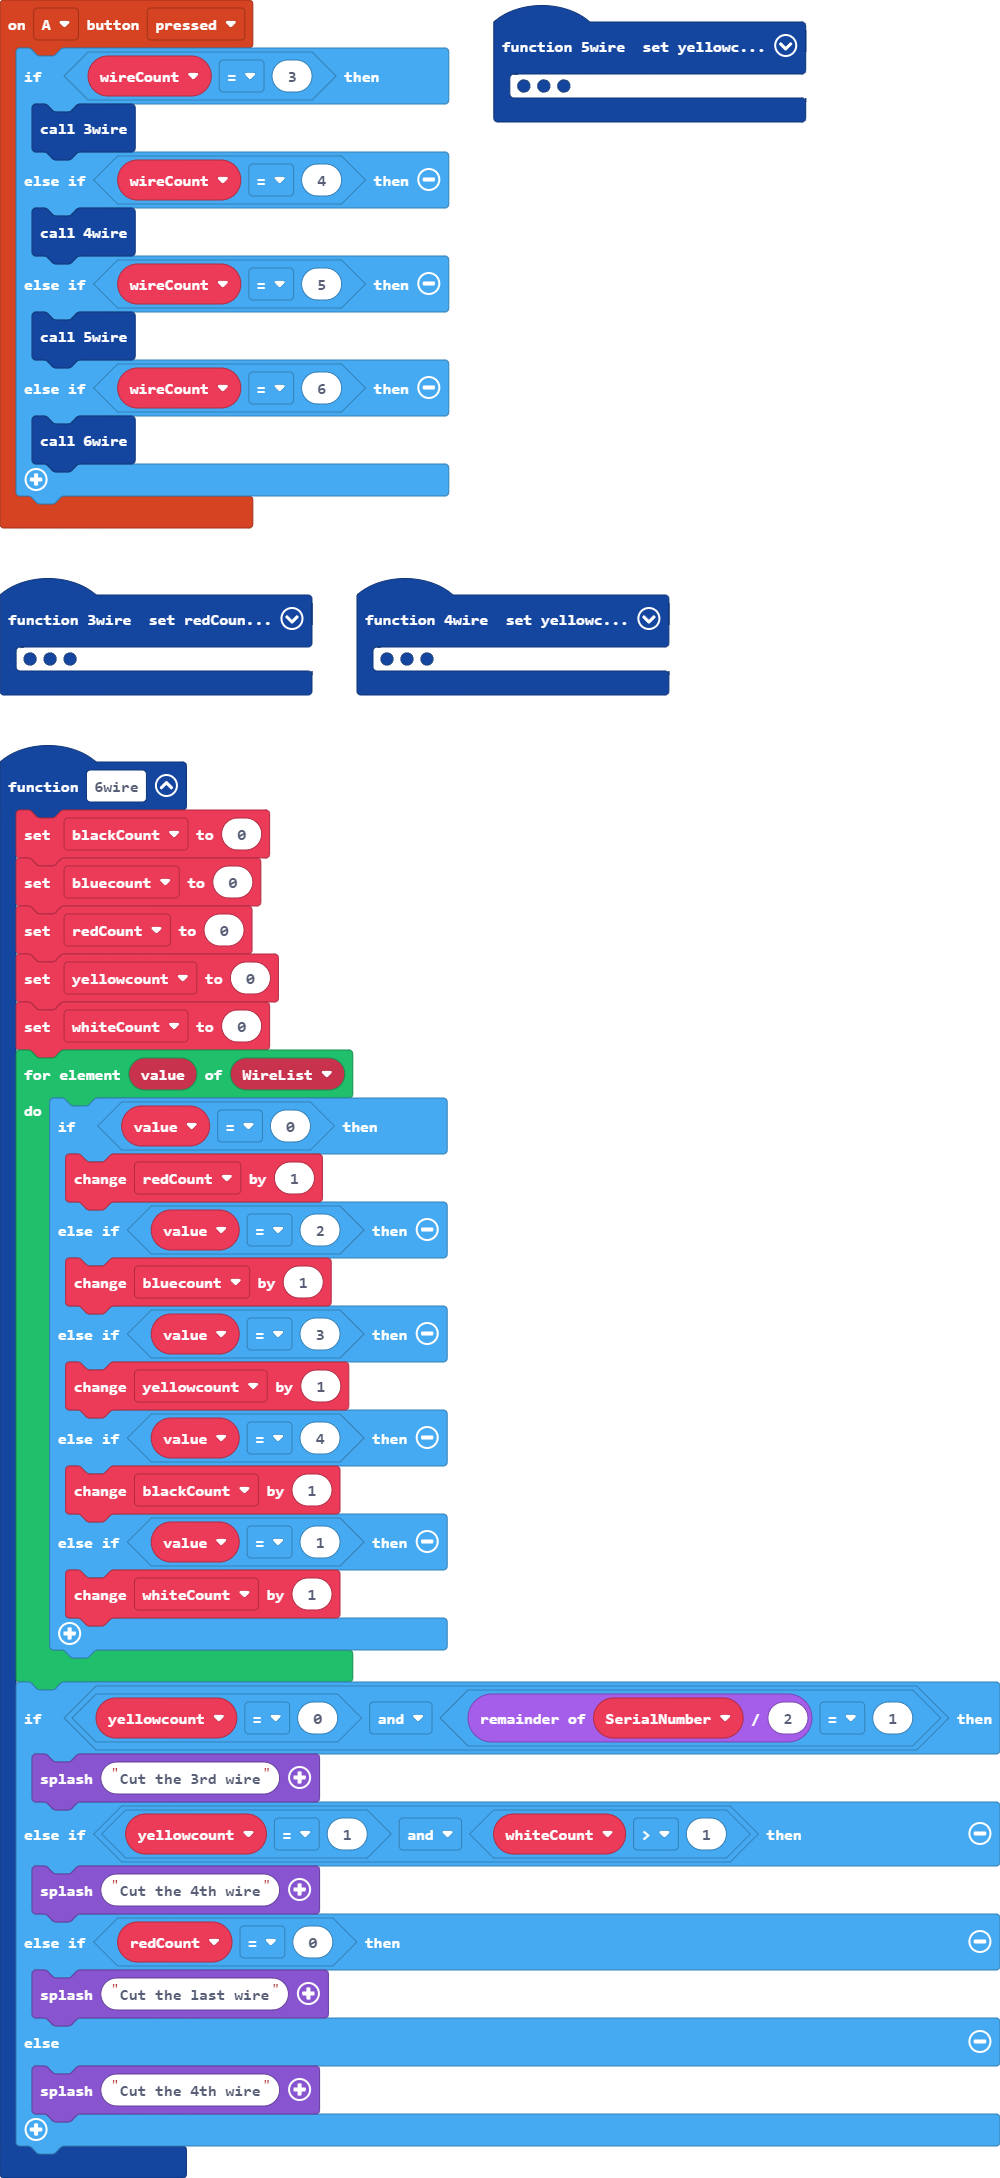 on A button pressed
if wireCount = 3 then
call 3wire
else if wireCount = 4 then
call 4wire
else if wireCount = 5 then
call 5wire
else if wireCount = 6 then
call 6wire
function 5wire set yellowc...
function 3wire set redCoun...
function 4wire set yellowc...
function 6wire
set blackCount to 0
set bluecount to 0
set redCount to 0
set yellowcount to 0
set whiteCount to 0
for element value of WireList
do
if value = 0 then
change redCount by 1
else if value = 2 then
change bluecount by 1
else if value = 3 then
change yellowcount by 1
else if value = 4 then
change blackCount by 1
else if value = 1 then
change whiteCount by 1
if yellowcount = 0 and remainder of SerialNumber / 2 = 1 then
splash "Cut the 3rd wire"
else if yellowcount = 1 and whiteCount > 1 then
splash "Cut the 4th wire"
else if redCount = 0 then
splash "Cut the last wire"
else
splash "Cut the 4th wire"